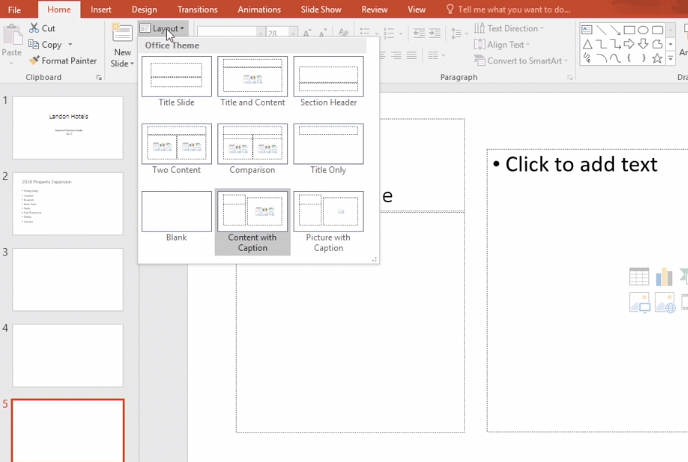 File Home Insert Design Transitions Animations Slide Show Review View Tell me what you want to do...
Paste
Cut
Copy
Format Painter
Clipboard
New
Slide
Layout
28
Text Direction
Align Text
Convert to SmartArt
Paragraph
Office Theme
Title Slide
Title and Content
Section Header
Two Content
Comparison
Title Only
Blank
Content with
Caption
Picture with
Caption
1
Landon Hotels
2
2016 Property Expansion
3
4
5
e
• Click to add text